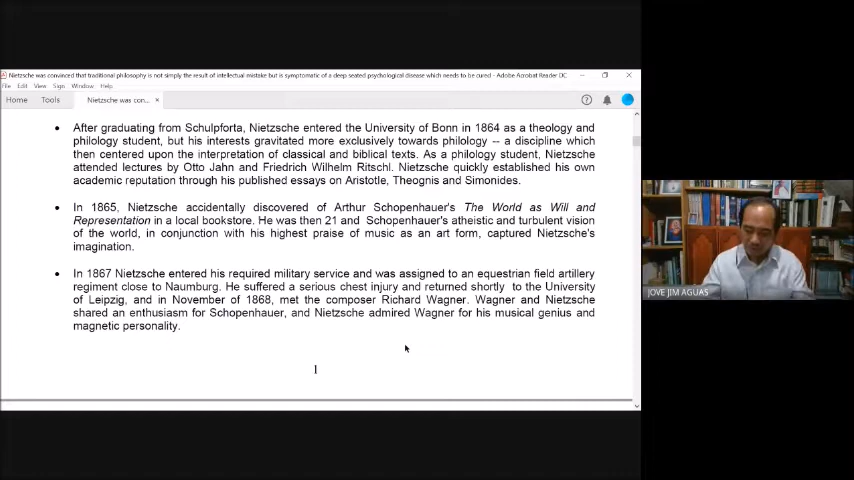 Nietzsche was convinced that traditional philosophy is not simply the result of intellectual mistake but is symptomatic of a deep seated psychological disease which needs to be cured - Adobe Acrobat Reader DC
File Edit View Sign Window Help
Home Tools Nietzsche was con... ×
• After graduating from Schulpforta, Nietzsche entered the University of Bonn in 1864 as a theology and
philology student, but his interests gravitated more exclusively towards philology -- a discipline which
then centered upon the interpretation of classical and biblical texts. As a philology student, Nietzsche
attended lectures by Otto Jahn and Friedrich Wilhelm Ritschl. Nietzsche quickly established his own
academic reputation through his published essays on Aristotle, Theognis and Simonides.
• In 1865, Nietzsche accidentally discovered of Arthur Schopenhauer's The World as Will and
Representation in a local bookstore. He was then 21 and Schopenhauer's atheistic and turbulent vision
of the world, in conjunction with his highest praise of music as an art form, captured Nietzsche's
imagination.
• In 1867 Nietzsche entered his required military service and was assigned to an equestrian field artillery
regiment close to Naumburg. He suffered a serious chest injury and returned shortly to the University
of Leipzig, and in November of 1868, met the composer Richard Wagner. Wagner and Nietzsche
shared an enthusiasm for Schopenhauer, and Nietzsche admired Wagner for his musical genius and
magnetic personality.
JOVE JIM AGUAS